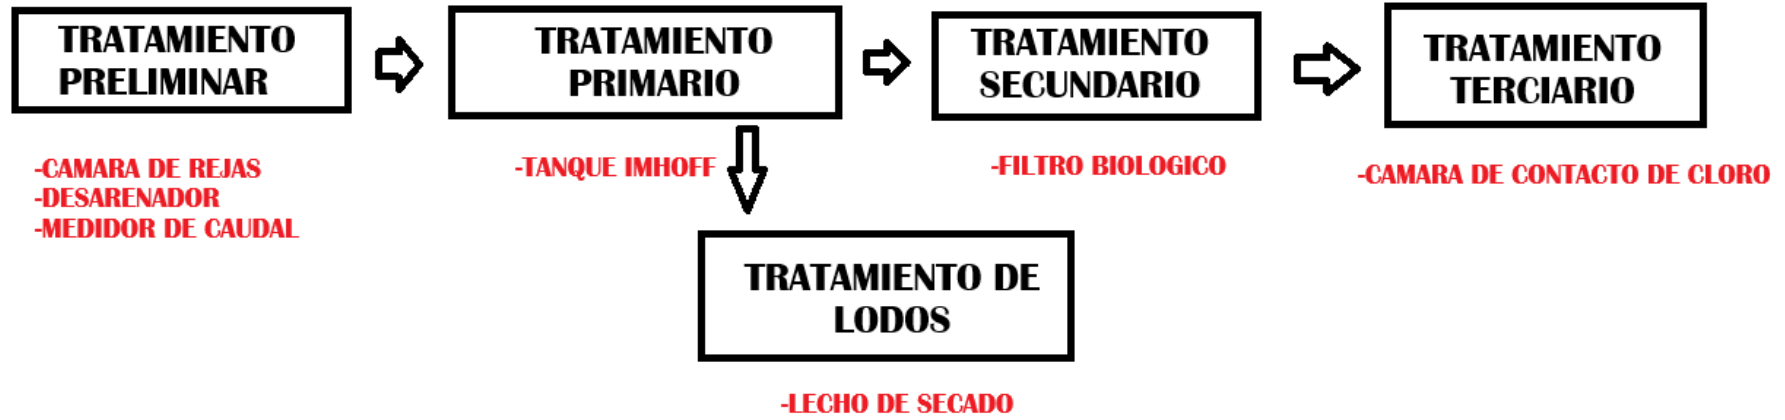 TRATAMIENTO
PRELIMINAR
-CAMARA DE REJAS
-DESARENADOR
-MEDIDOR DE CAUDAL
TRATAMIENTO
PRIMARIO
-TANQUE IMHOFF
TRATAMIENTO
SECUNDARIO
-FILTRO BIOLOGICO
TRATAMIENTO
TERCIARIO
-CAMARA DE CONTACTO DE CLORO
TRATAMIENTO DE
LODOS
-LECHO DE SECADO